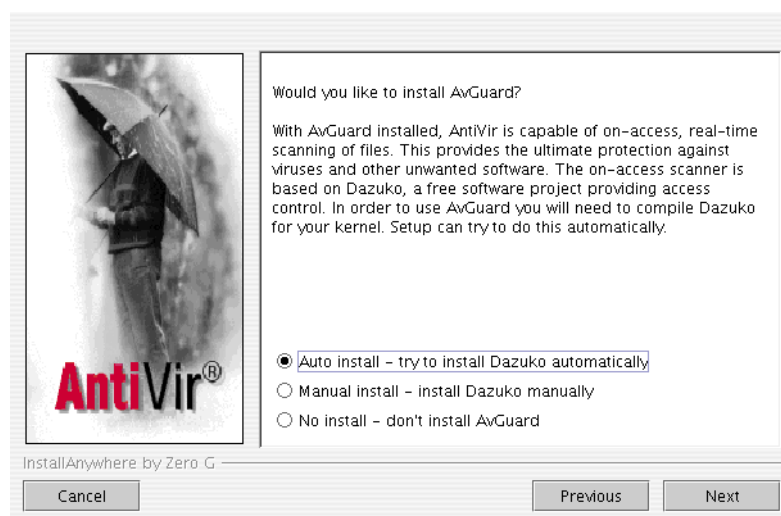 Would you like to install AvGuard?
With AvGuard installed, AntiVir is capable of on-access, real-time
scanning of files. This provides the ultimate protection against
viruses and other unwanted software. The on-access scanner is
based on Dazuko, a free software project providing access
control. In order to use AvGuard you will need to compile Dazuko
for your kernel. Setup can try to do this automatically.
Auto install - try to install Dazuko automatically
Manual install - install Dazuko manually
No install - don't install AvGuard
AntiVir®
InstallAnywhere by Zero G
Cancel
Previous
Next